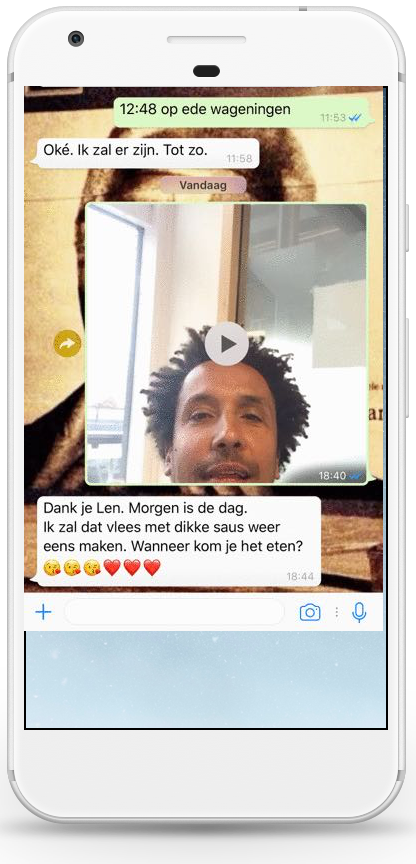 12:48 op ede wageningen
11:53
Oké. Ik zal er zijn. Tot zo.
11:58
Vandaag
18:40
Dank je Len. Morgen is de dag.
Ik zal dat vlees met dikke saus weer
eens maken. Wanneer kom je het eten?
😘😘😘❤️❤️❤️
18:44